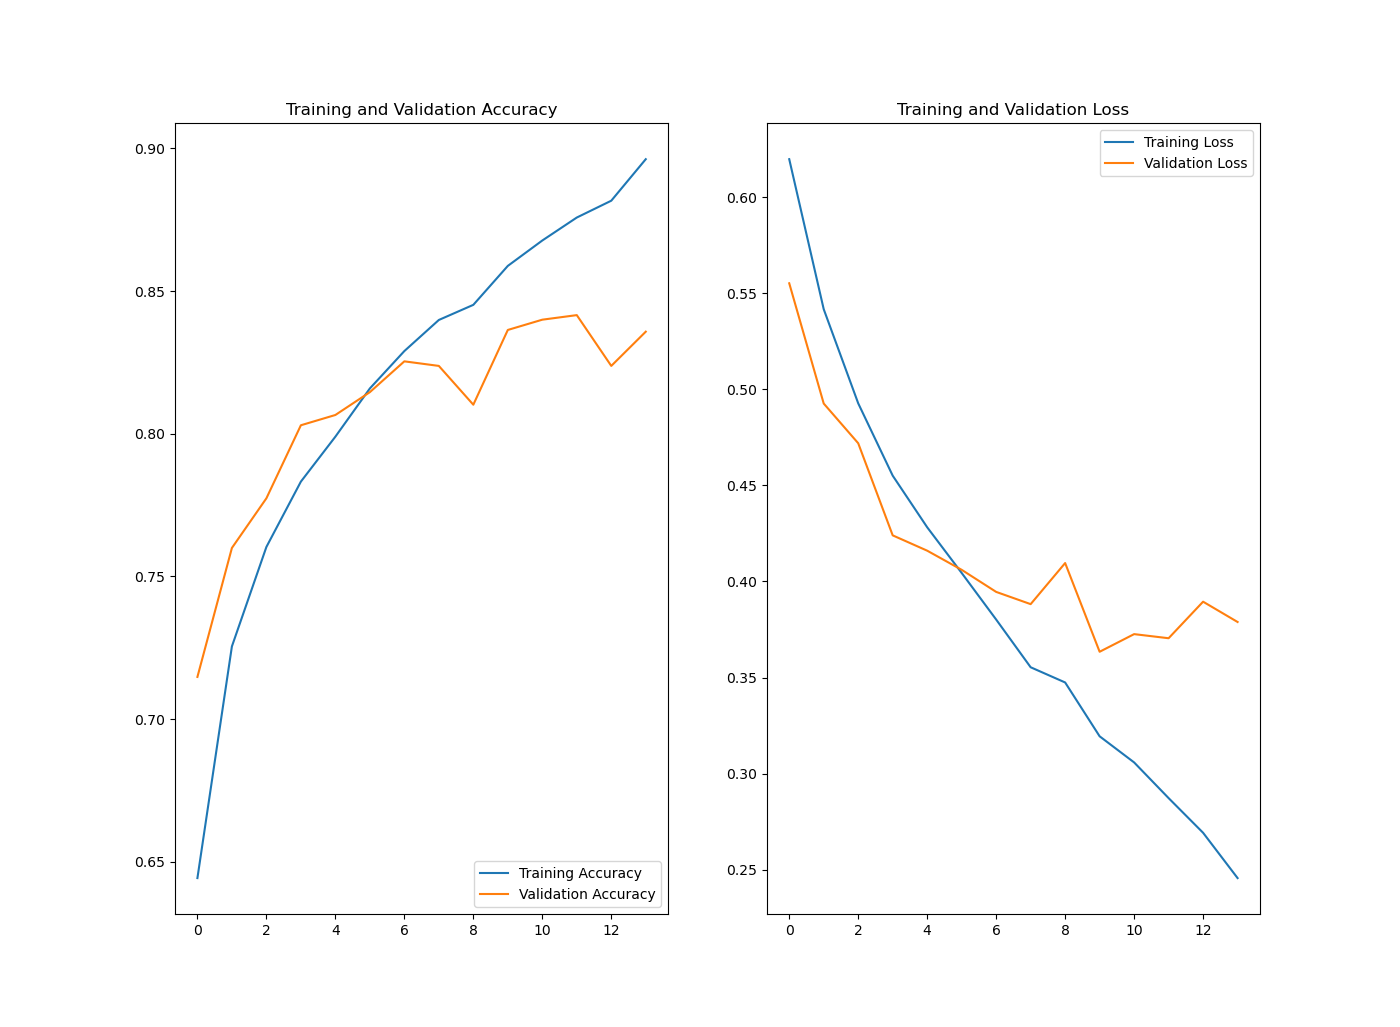 Training and Validation Accuracy
0.90
0.85
0.80
0.75
0.70
0.65
0 2 4 6 8 10 12
Training Accuracy
Validation Accuracy
Training and Validation Loss
0.60
0.55
0.50
0.45
0.40
0.35
0.30
0.25
0 2 4 6 8 10 12
Training Loss
Validation Loss